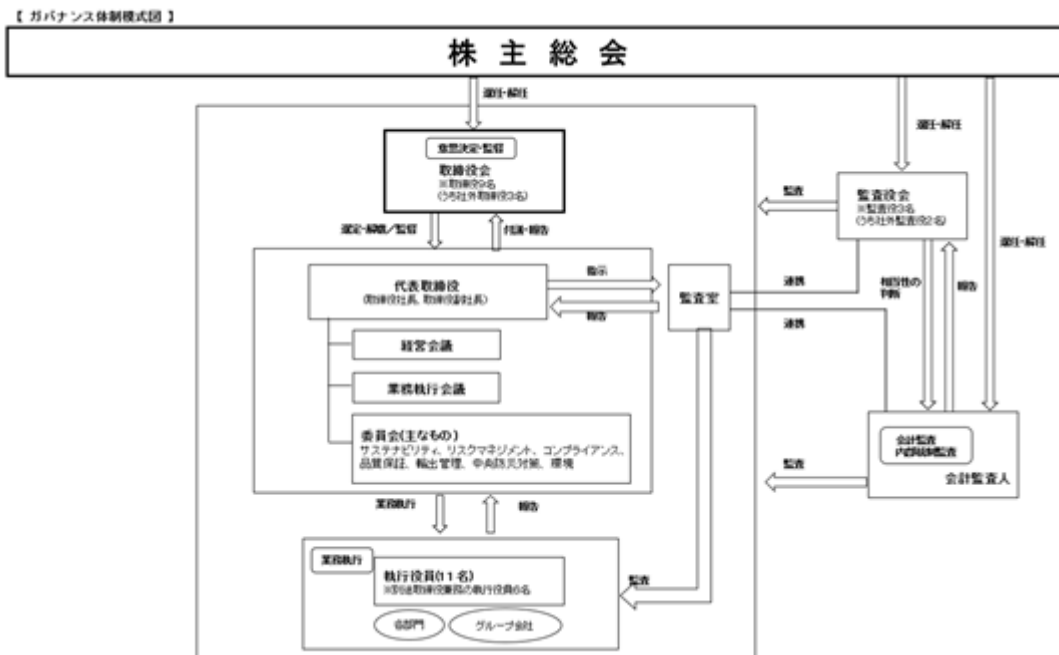 【 ガバナンス体制模式図 】
株 主 総 会
選任・解任
選任・解任
選任・解任
意思決定・監督
取締役会
※取締役9名
(うち社外取締役3名)
監査
監査役会
※監査役3名
(うち社外監査役2名)
選定・解職／監督
付議・報告
代表取締役
(取締役社長、取締役副社長)
指示
報告
監査室
連携
連携
相当性の
判断
報告
経営会議
業務執行会議
委員会(主なもの)
サステナビリティ、リスクマネジメント、コンプライアンス、
品質保証、輸出管理、中央防災対策、環境
会計監査
内部統制監査
会計監査人
監査
業務執行
報告
業務執行
執行役員(11名)
※別途取締役兼務の執行役員6名
各部門
グループ会社
監査